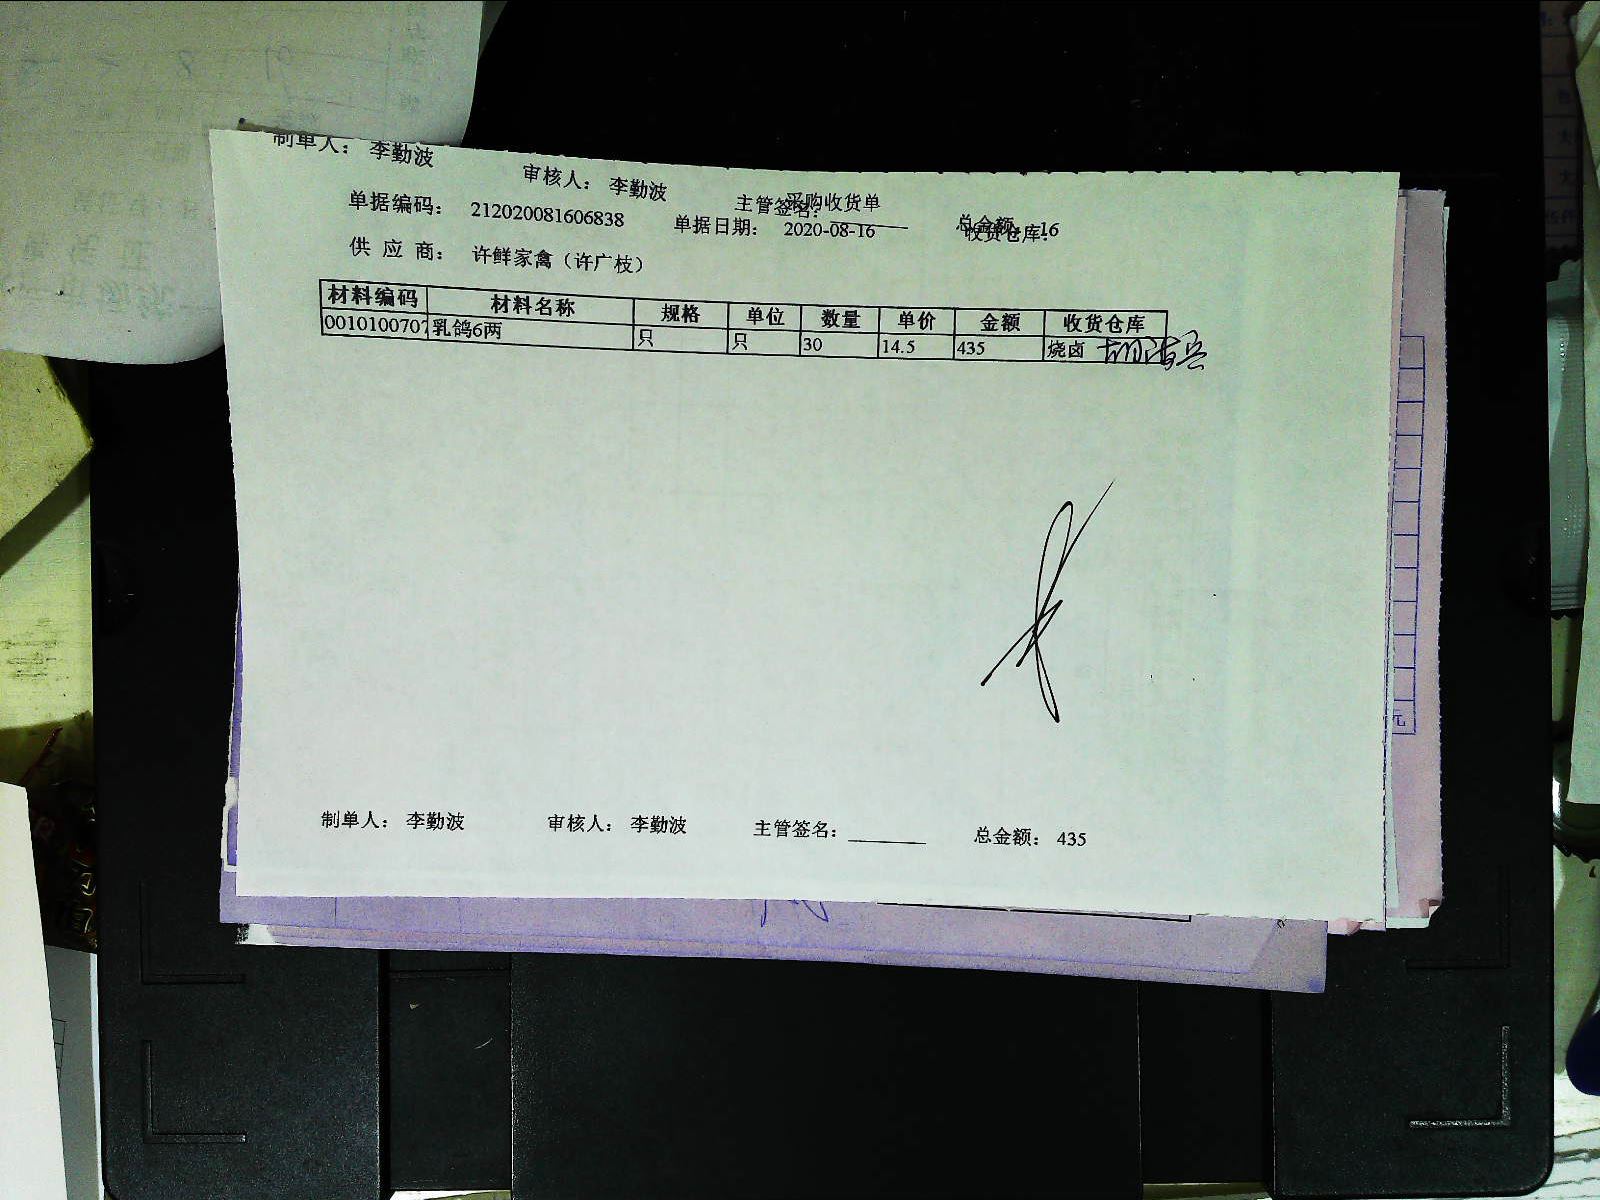 制单人： 李勤波 审核人： 李勤波 主管签名：______ 总金额：16
采购收货单
单据编码： 212020081606838 单据日期： 2020-08-16 收货仓库：
供 应 商： 许鲜家禽（许广枝）
材料编码 材料名称 规格 单位 数量 单价 金额 收货仓库
0010100707 乳鸽6两 只 只 30 14.5 435 烧卤
制单人： 李勤波 审核人： 李勤波 主管签名：______ 总金额： 435
元